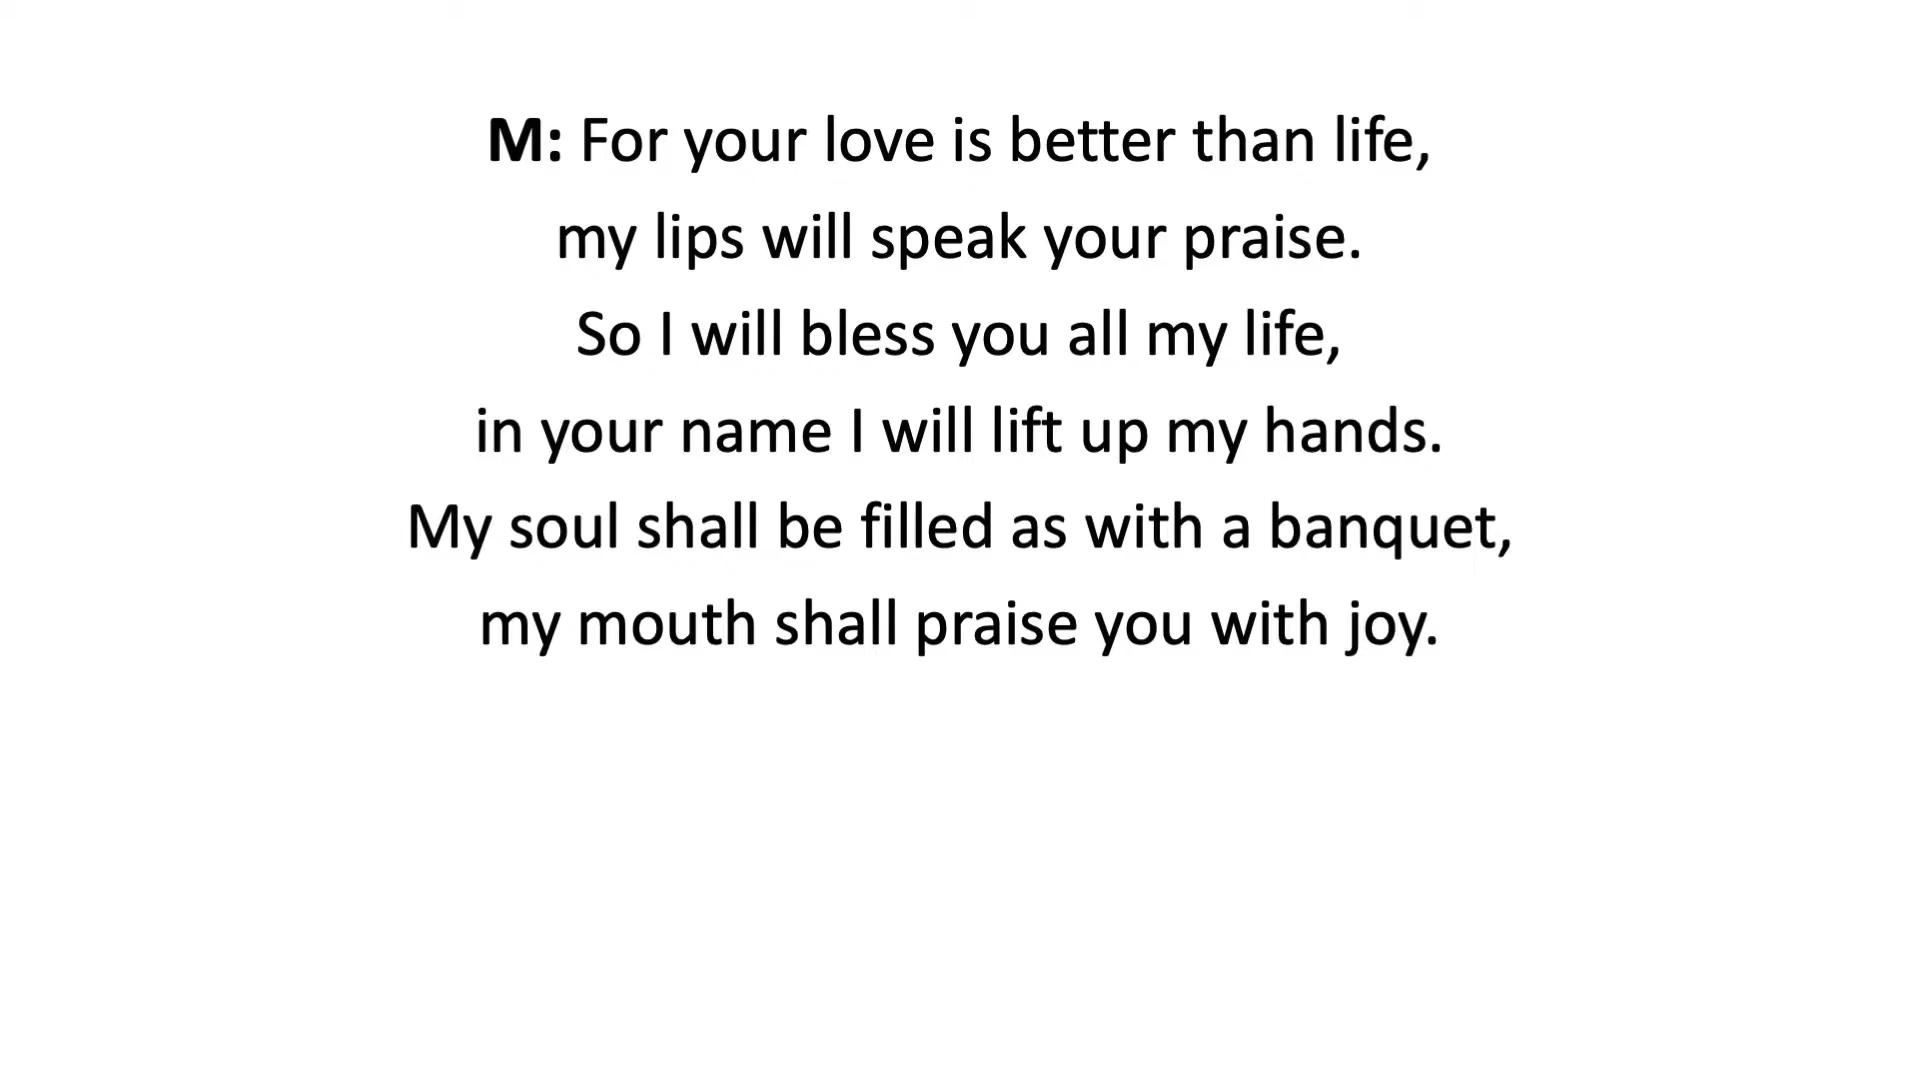 M: For your love is better than life,
my lips will speak your praise.
So I will bless you all my life,
in your name I will lift up my hands.
My soul shall be filled as with a banquet,
my mouth shall praise you with joy.